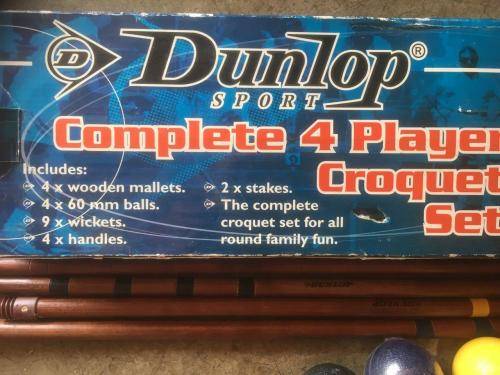 D Dunlop®
SPORT
Complete 4 Player
Croquet
Set
Includes:
4 x wooden mallets.
4 x 60 mm balls.
9 x wickets.
4 x handles.
2 x stakes.
The complete
croquet set for all
round family fun.
DUNLOP